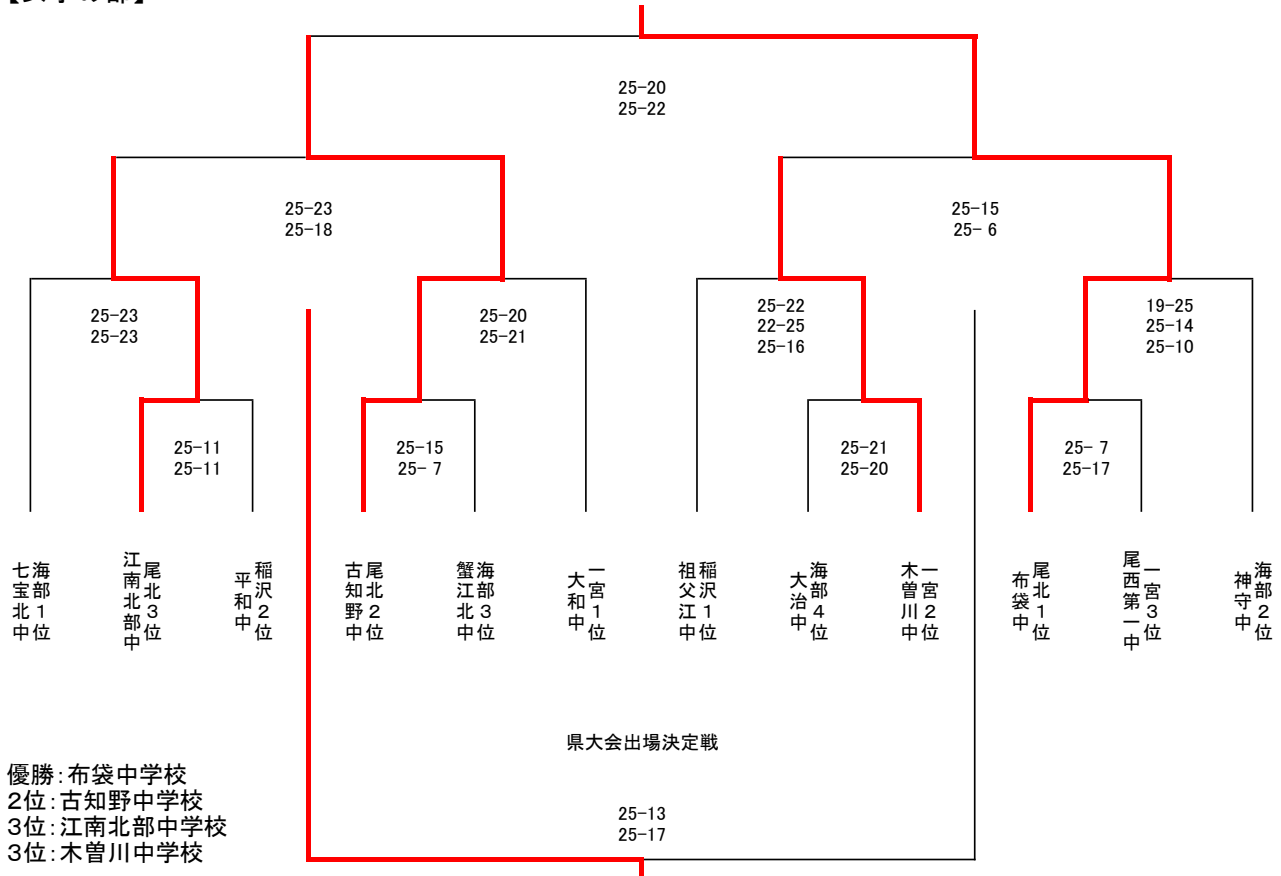 25-20
25-22
25-23
25-18
25-15
25- 6
25-23
25-23
25-20
25-21
25-22
22-25
25-16
19-25
25-14
25-10
25-11
25-11
25-15
25- 7
25-21
25-20
25- 7
25-17
海部1位
七宝北中
尾北3位
江南北部中
稲沢2位
平和中
尾北2位
古知野中
海部3位
蟹江北中
一宮1位
大和中
稲沢1位
祖父江中
海部4位
大治中
一宮2位
木曽川中
尾北1位
布袋中
一宮3位
尾西第一中
海部2位
神守中
県大会出場決定戦
25-13
25-17
優勝:布袋中学校
2位:古知野中学校
3位:江南北部中学校
3位:木曽川中学校